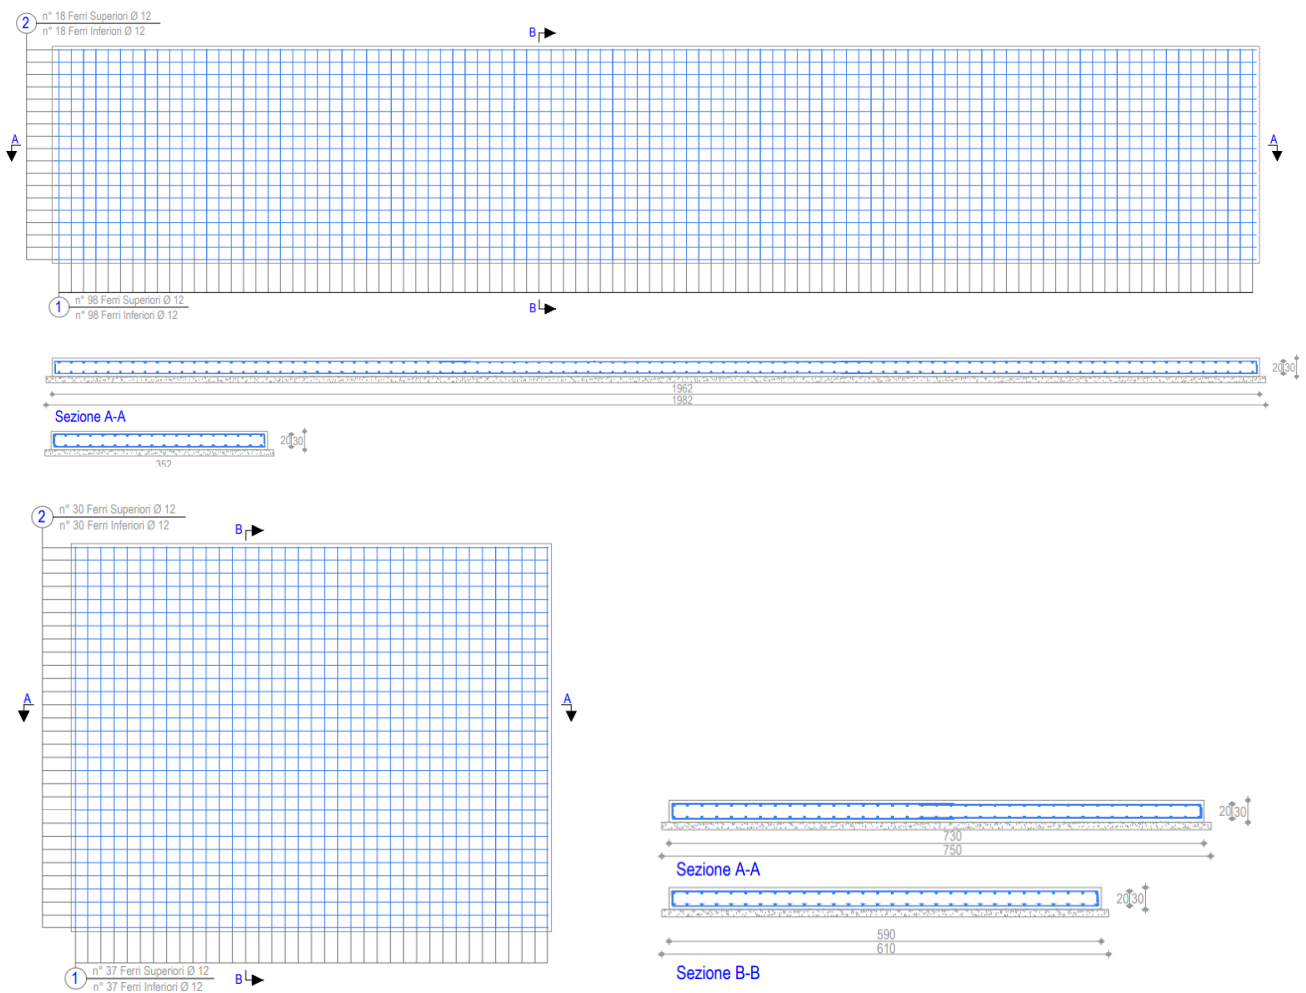 2
n° 18 Ferri Superiori Ø 12
n° 18 Ferri Inferiori Ø 12
B
A
A
1
n° 98 Ferri Superiori Ø 12
n° 98 Ferri Inferiori Ø 12
B
20 30
1962
1982
Sezione A-A
20 30
352
2
n° 30 Ferri Superiori Ø 12
n° 30 Ferri Inferiori Ø 12
B
A
A
1
n° 37 Ferri Superiori Ø 12
n° 37 Ferri Inferiori Ø 12
B
20 30
730
750
Sezione A-A
20 30
590
610
Sezione B-B